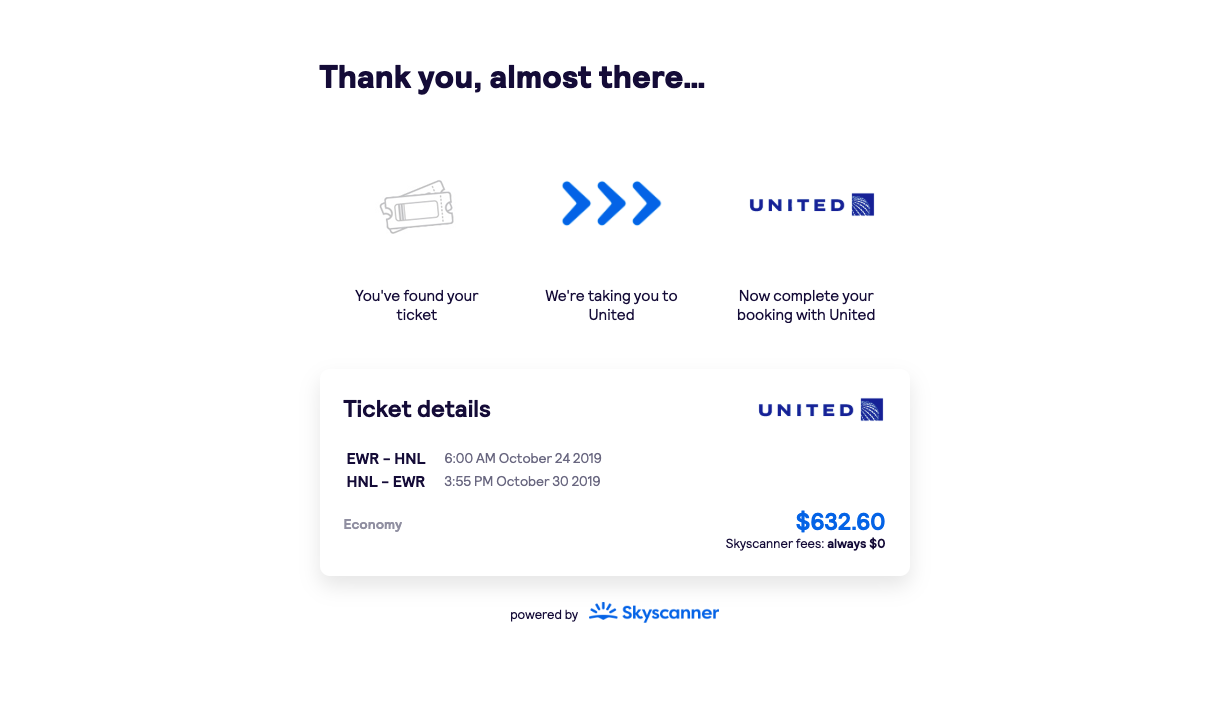 Thank you, almost there...
UNITED
You've found your
ticket
We're taking you to
United
Now complete your
booking with United
Ticket details
UNITED
EWR – HNL 6:00 AM October 24 2019
HNL – EWR 3:55 PM October 30 2019
Economy
$632.60
Skyscanner fees: always $0
powered by Skyscanner